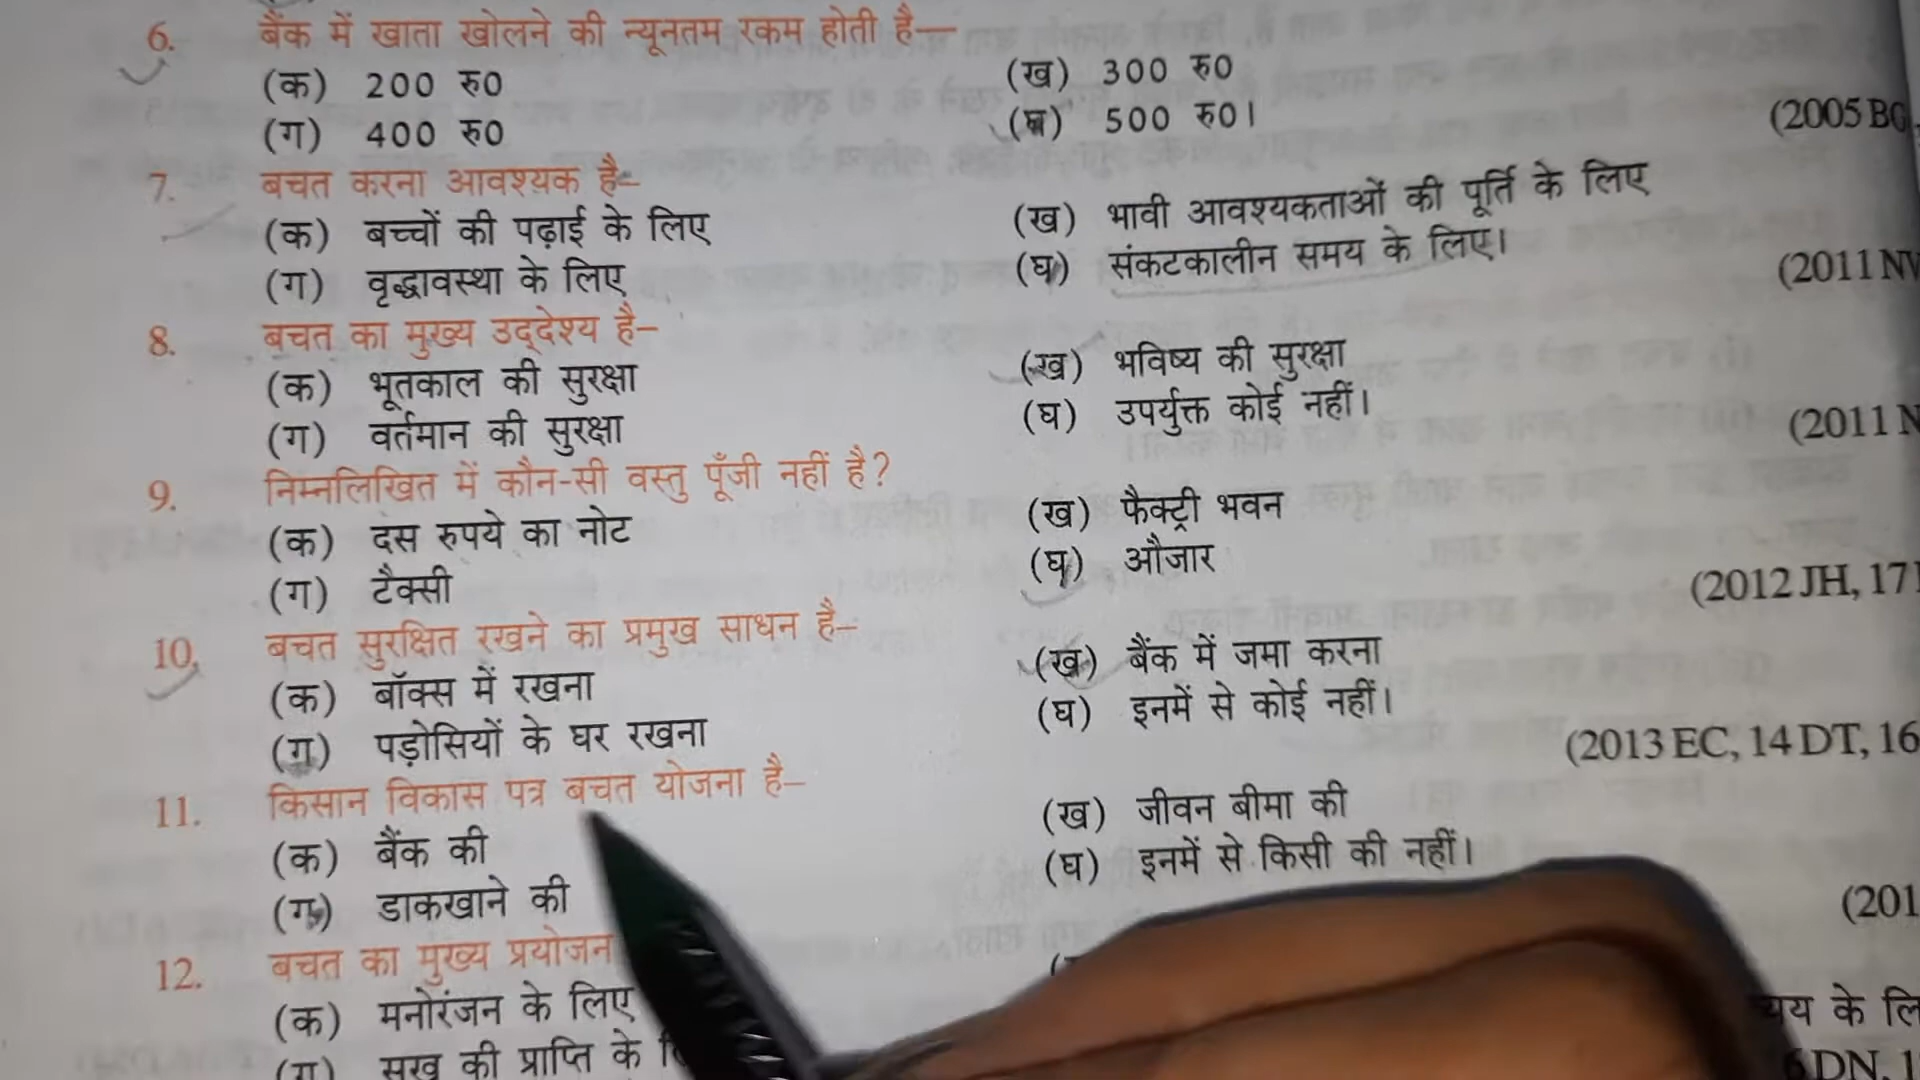 6. बैंक में खाता खोलने की न्यूनतम रकम होती है—
(क) 200 रु0 (ख) 300 रु0
(ग) 400 रु0 (घ) 500 रु0।
(2005 BG,
7. बचत करना आवश्यक है–
(क) बच्चों की पढ़ाई के लिए (ख) भावी आवश्यकताओं की पूर्ति के लिए
(ग) वृद्धावस्था के लिए (घ) संकटकालीन समय के लिए।
(2011 NW
8. बचत का मुख्य उद्देश्य है–
(क) भूतकाल की सुरक्षा (ख) भविष्य की सुरक्षा
(ग) वर्तमान की सुरक्षा (घ) उपर्युक्त कोई नहीं।
(2011 N
9. निम्नलिखित में कौन-सी वस्तु पूँजी नहीं है?
(क) दस रुपये का नोट (ख) फैक्ट्री भवन
(ग) टैक्सी (घ) औजार
(2012 JH, 17
10. बचत सुरक्षित रखने का प्रमुख साधन है–
(क) बॉक्स में रखना (ख) बैंक में जमा करना
(ग) पड़ोसियों के घर रखना (घ) इनमें से कोई नहीं।
(2013 EC, 14 DT, 16
11. किसान विकास पत्र बचत योजना है–
(क) बैंक की (ख) जीवन बीमा की
(ग) डाकखाने की (घ) इनमें से किसी की नहीं।
(201
12. बचत का मुख्य प्रयोजन
(क) मनोरंजन के लिए
(ग) सुख की प्राप्ति के